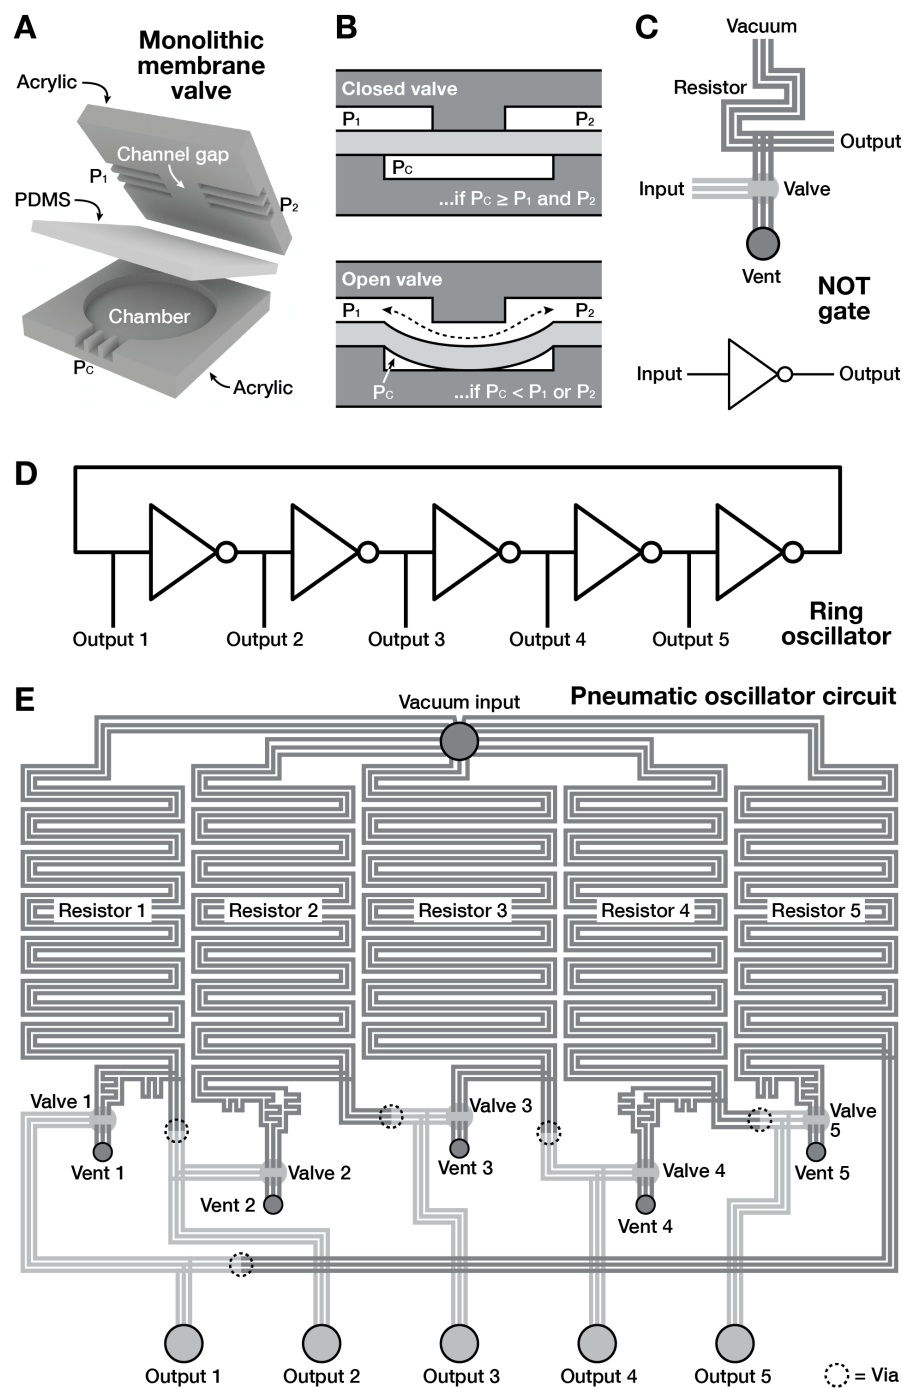 A
Monolithic
membrane
valve
Acrylic
Channel gap
P1
P2
PDMS
Chamber
PC
Acrylic
B
Closed valve
P1
P2
PC
...if PC ≥ P1 and P2
Open valve
P1
P2
PC
...if PC < P1 or P2
C
Vacuum
Resistor
Output
Input
Valve
Vent
NOT
gate
Input
Output
D
Output 1
Output 2
Output 3
Output 4
Output 5
Ring
oscillator
E
Vacuum input
Pneumatic oscillator circuit
Resistor 1
Resistor 2
Resistor 3
Resistor 4
Resistor 5
Valve 1
Valve 3
Valve
5
Vent 1
Valve 2
Vent 3
Valve 4
Vent 5
Vent 2
Vent 4
Output 1
Output 2
Output 3
Output 4
Output 5
= Via